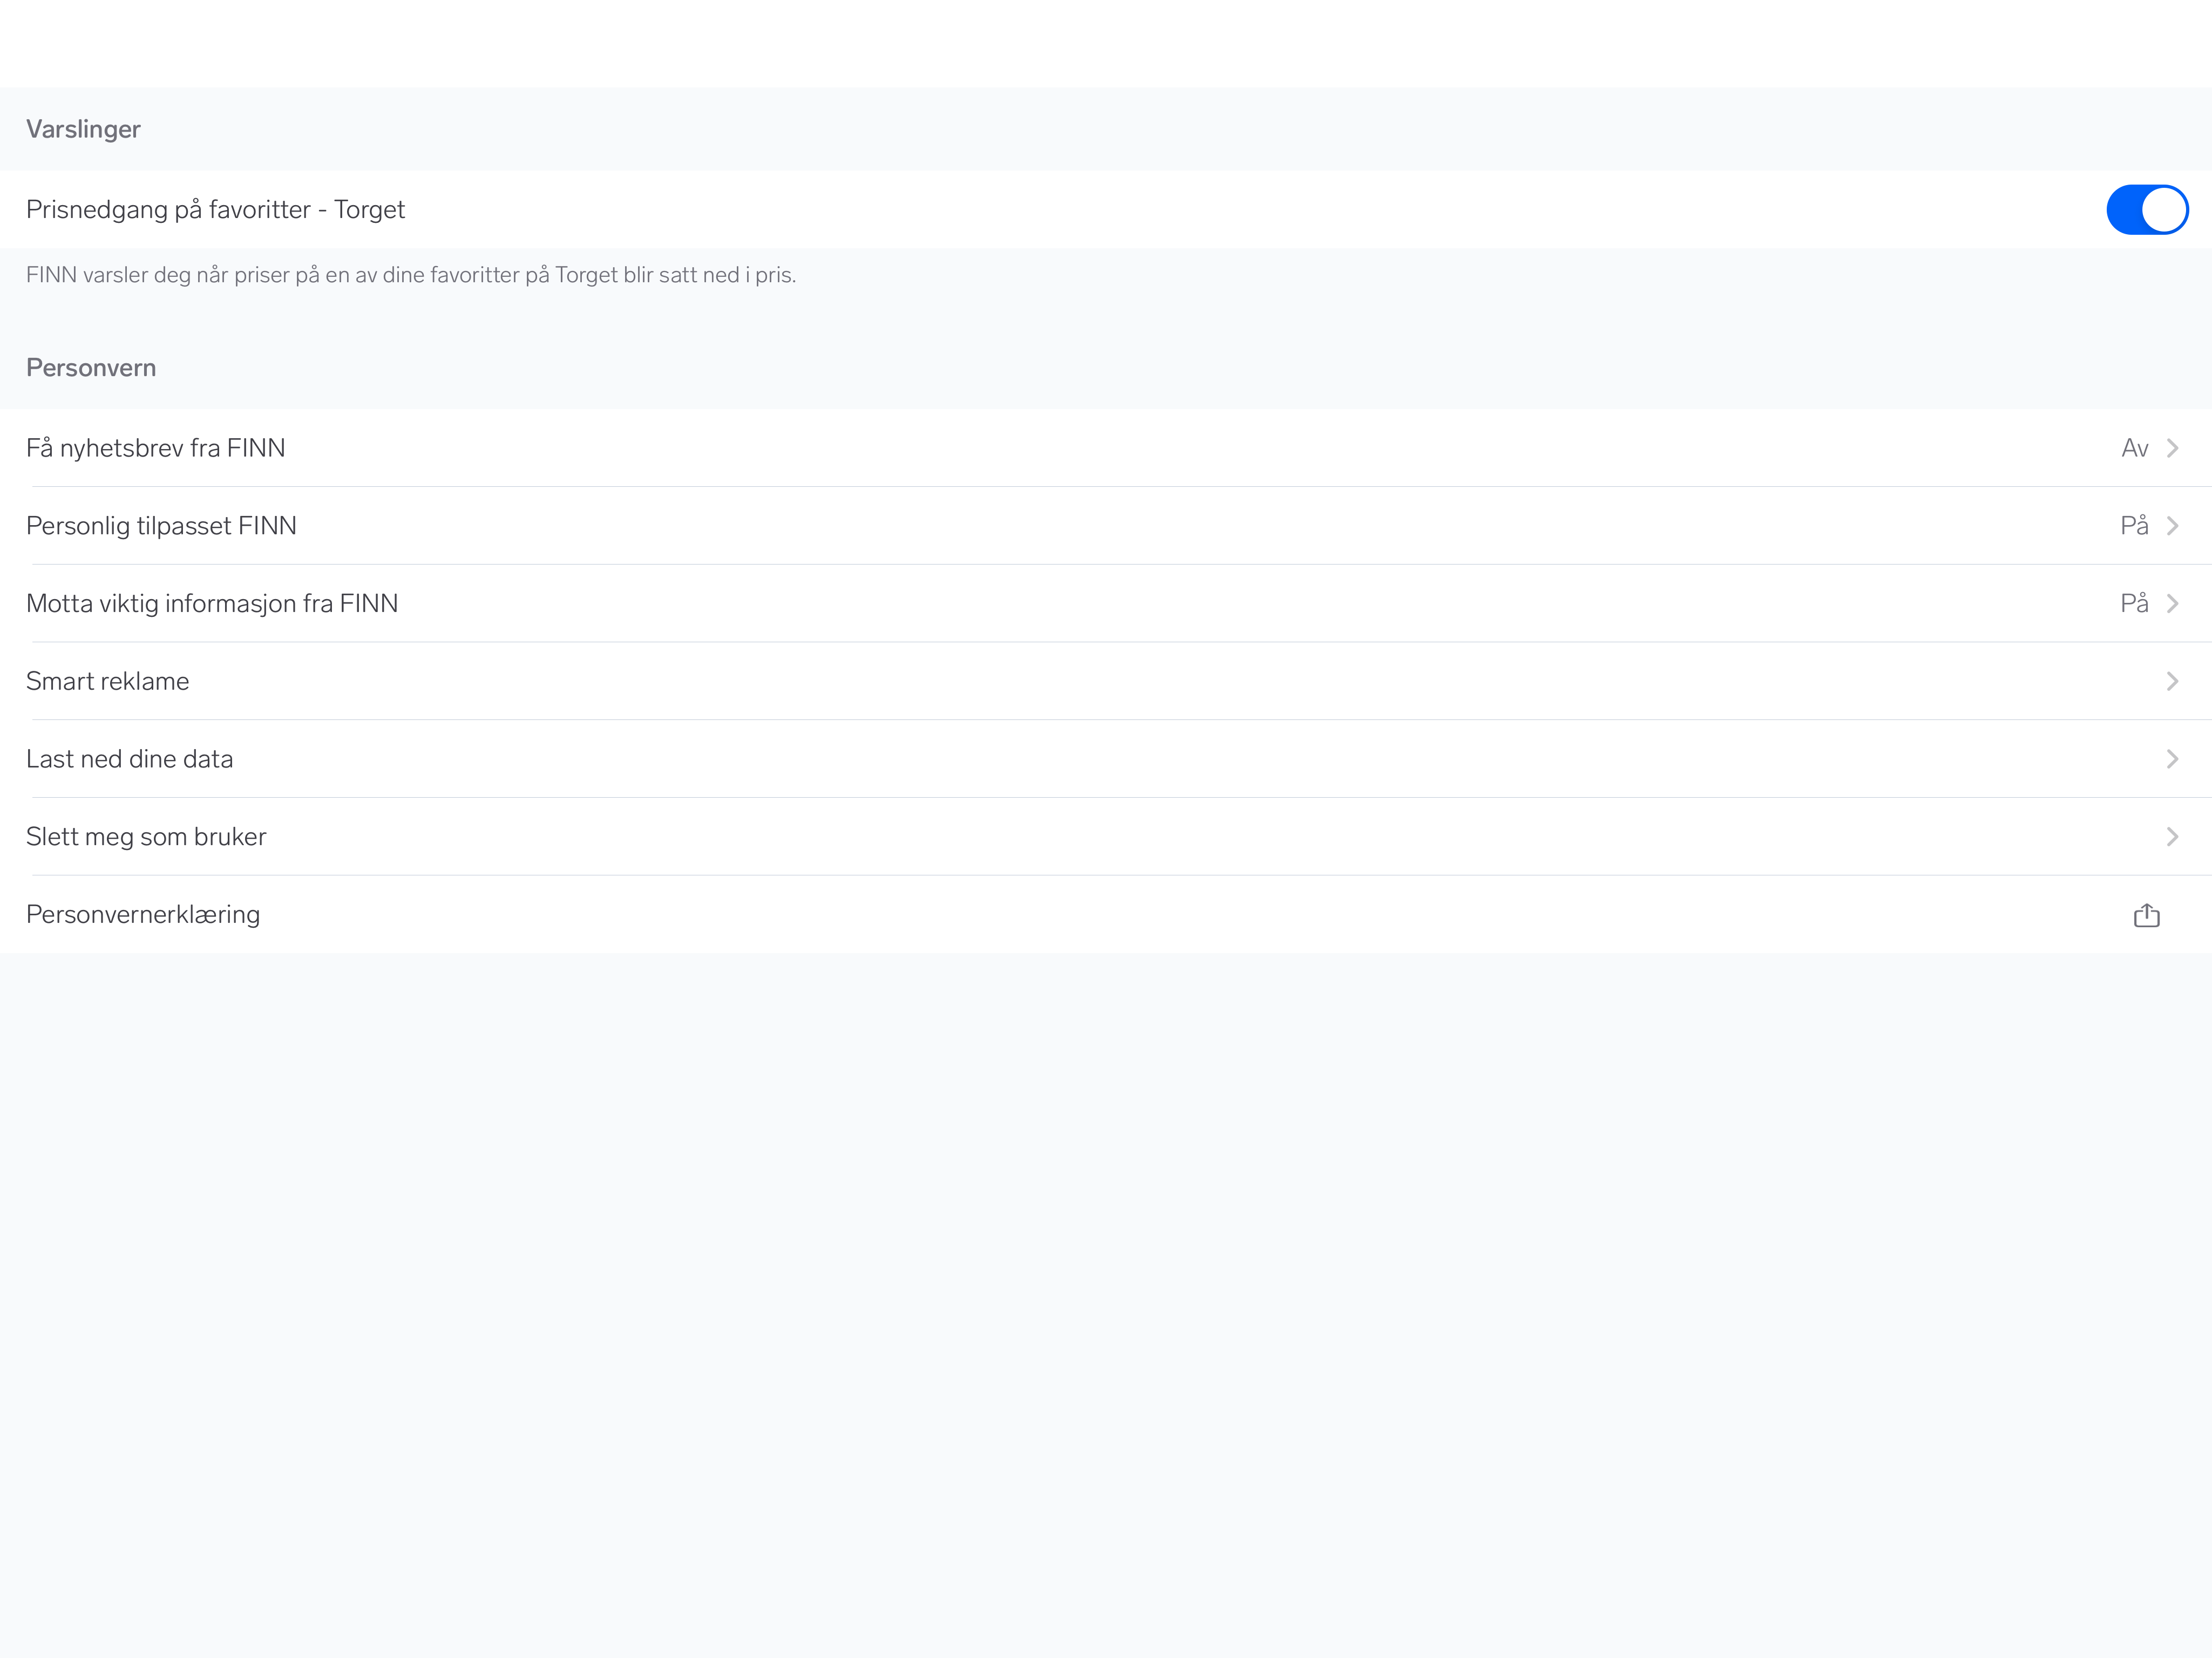 Varslinger
Prisnedgang på favoritter - Torget
FINN varsler deg når priser på en av dine favoritter på Torget blir satt ned i pris.
Personvern
Få nyhetsbrev fra FINN Av
Personlig tilpasset FINN På
Motta viktig informasjon fra FINN På
Smart reklame
Last ned dine data
Slett meg som bruker
Personvernerklæring